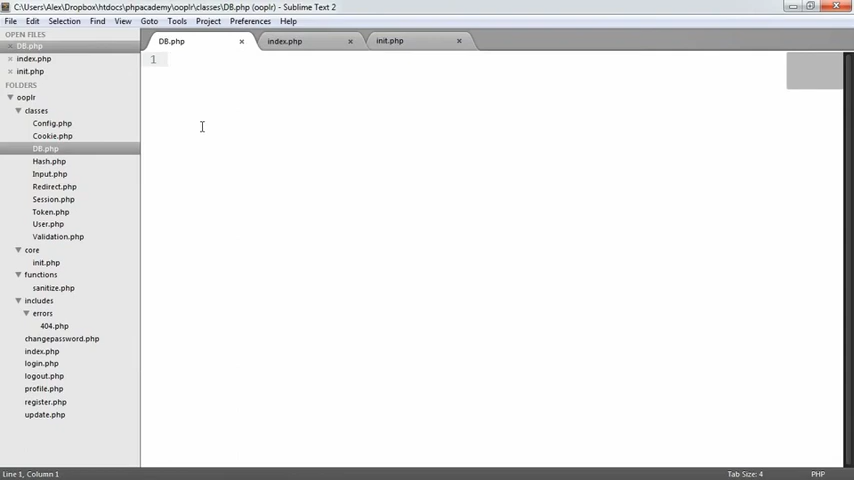 C:\Users\Alex\Dropbox\htdocs\phpacademy\ooplr\classes\DB.php (ooplr) - Sublime Text 2
File Edit Selection Find View Goto Tools Project Preferences Help
OPEN FILES
DB.php
index.php
init.php
DB.php index.php init.php
1
FOLDERS
ooplr
classes
Config.php
Cookie.php
DB.php
Hash.php
Input.php
Redirect.php
Session.php
Token.php
User.php
Validation.php
core
init.php
functions
sanitize.php
includes
errors
404.php
changepassword.php
index.php
login.php
logout.php
profile.php
register.php
update.php
Line 1, Column 1 Tab Size: 4 PHP